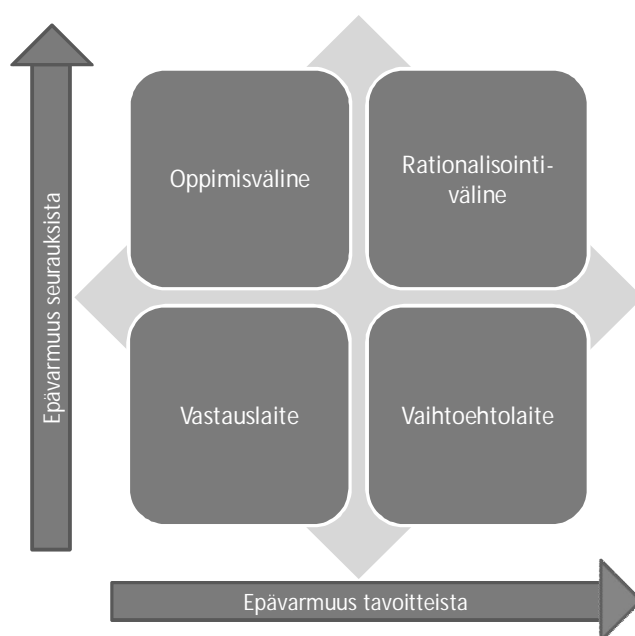 Epävarmuus seurauksista
Oppimisväline
Rationalisointi-
väline
Vastauslaite
Vaihtoehtolaite
Epävarmuus tavoitteista